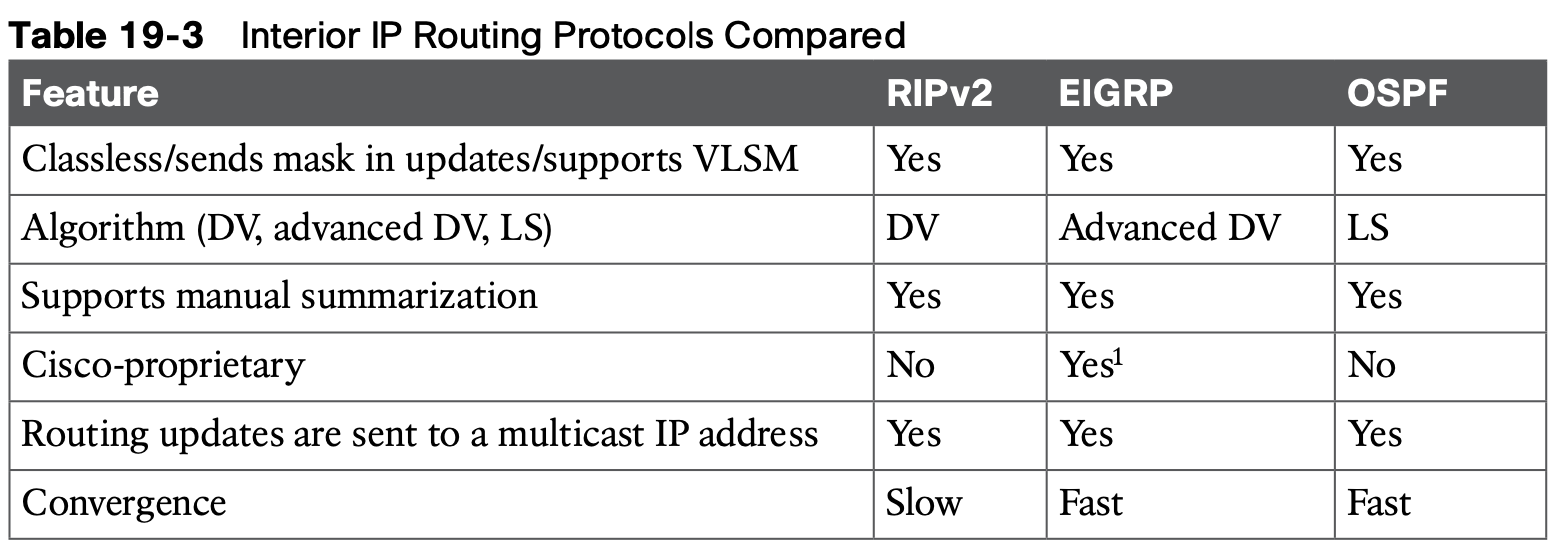 Table 19-3 Interior IP Routing Protocols Compared
Feature RIPv2 EIGRP OSPF
Classless/sends mask in updates/supports VLSM Yes Yes Yes
Algorithm (DV, advanced DV, LS) DV Advanced DV LS
Supports manual summarization Yes Yes Yes
Cisco-proprietary No Yes¹ No
Routing updates are sent to a multicast IP address Yes Yes Yes
Convergence Slow Fast Fast